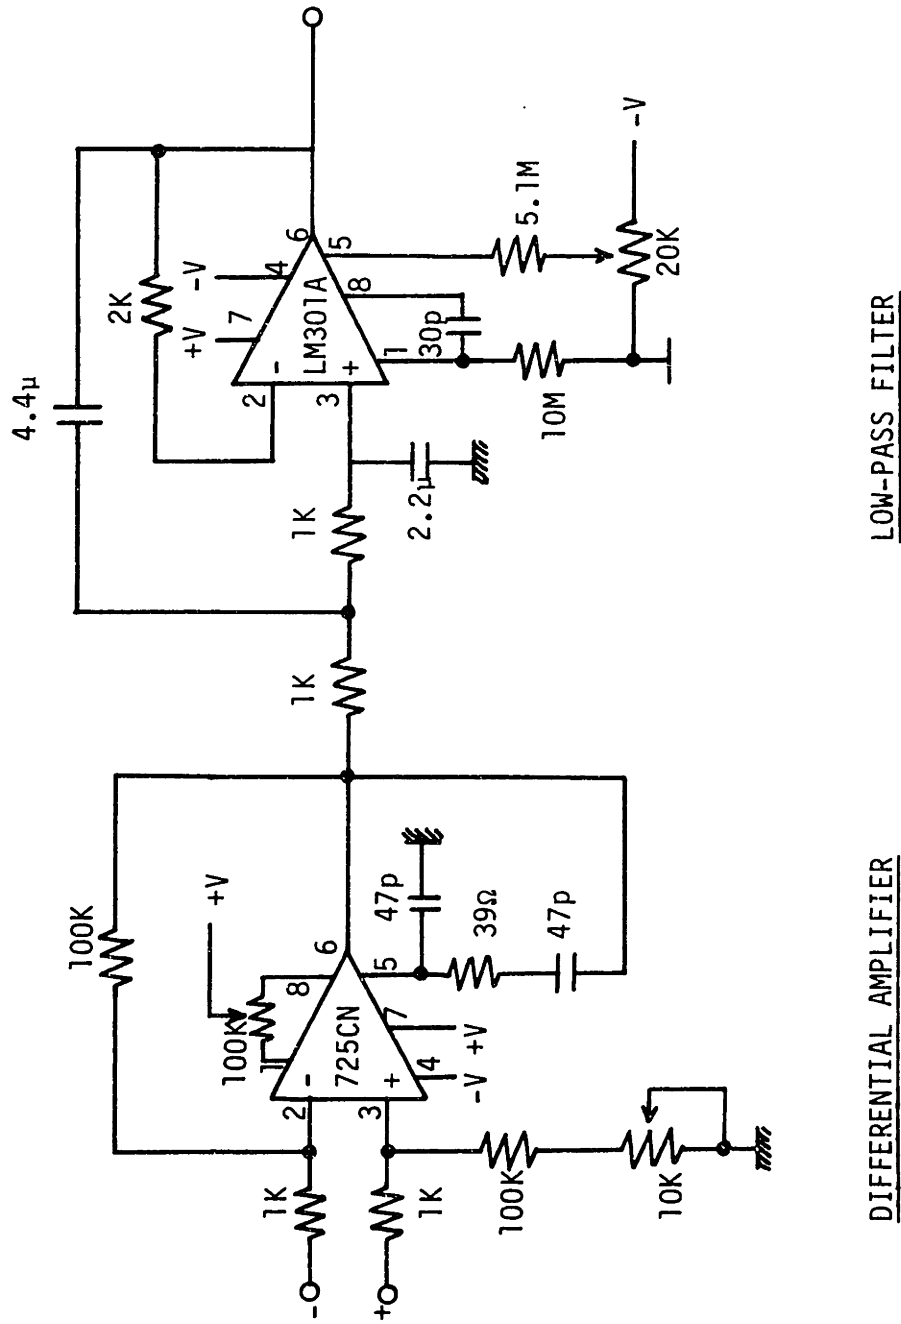 100K
+V
100K
1
8
2
-
725CN
6
3
+
5
4
7
-V
+V
1K
-
1K
+
100K
10K
47p
39Ω
47p
1K
1K
4.4µ
2K
+V
-V
7
4
2
-
LM301A
6
3
+
5
1
8
30p
2.2µ
10M
5.1M
20K
-V
DIFFERENTIAL AMPLIFIER
LOW-PASS FILTER